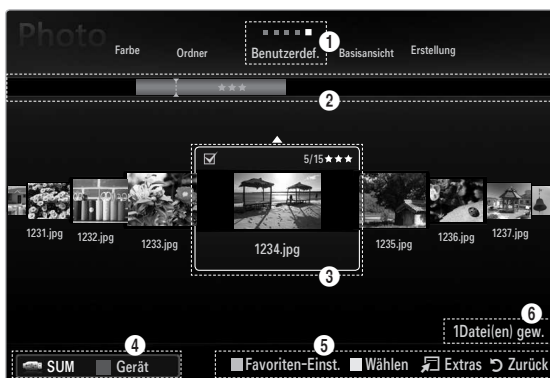 Photo
Farbe Ordner Benutzerdef. Basisansicht Erstellung
1
★★★
2
5/15★★★
1231.jpg 1232.jpg 1233.jpg 1234.jpg 1235.jpg 1236.jpg 1237.jpg
3
6
1Datei(en) gew.
4 5
SUM Gerät Favoriten-Einst. Wählen Extras Zurück